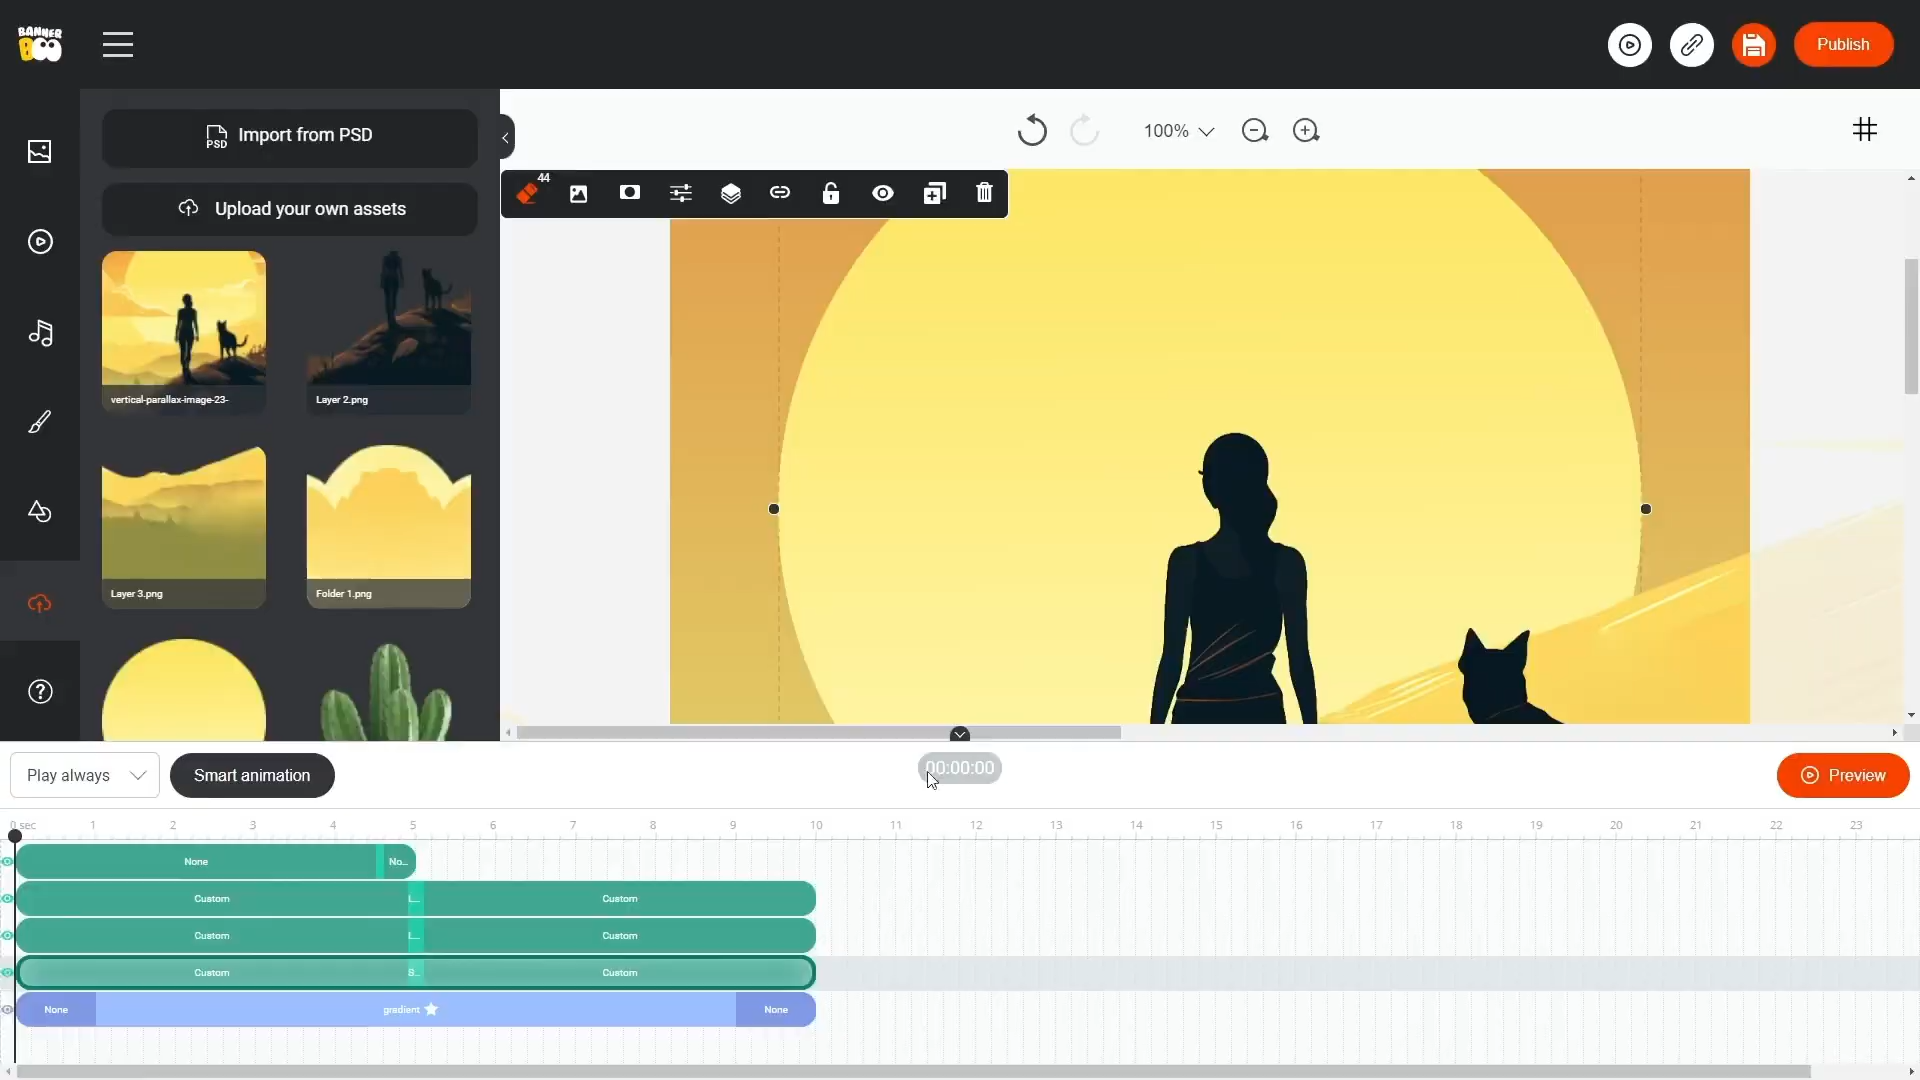 BANNER
BOO
Publish
Import from PSD
PSD
Upload your own assets
100%
44
vertical-parallax-image-23-
Layer 2.png
Layer 3.png
Folder 1.png
Play always
Smart animation
00:00:00
Preview
0 sec 1 2 3 4 5 6 7 8 9 10 11 12 13 14 15 16 17 18 19 20 21 22 23
None No...
Custom L... Custom
Custom L... Custom
Custom S... Custom
None gradient None